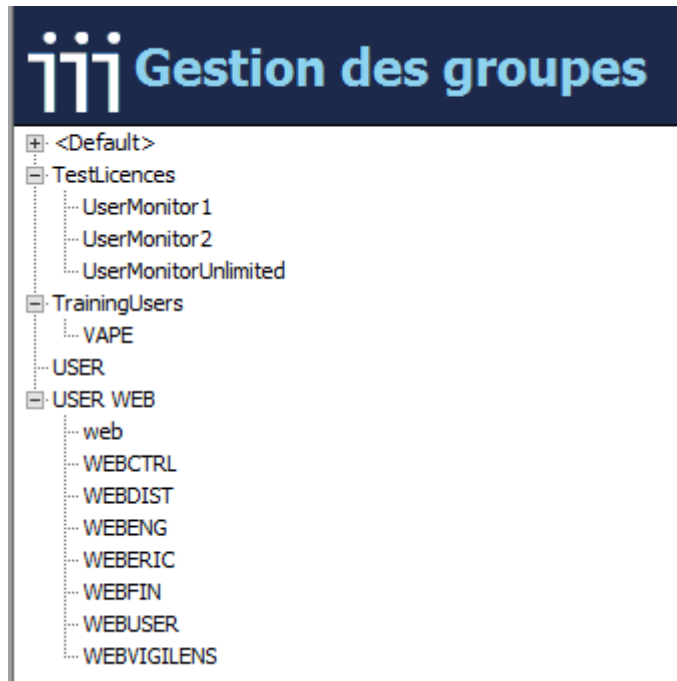 Gestion des groupes
<Default>
TestLicences
UserMonitor1
UserMonitor2
UserMonitorUnlimited
TrainingUsers
VAPE
USER
USER WEB
web
WEBCTRL
WEBDIST
WEBENG
WEBERIC
WEBFIN
WEBUSER
WEBVIGILENS